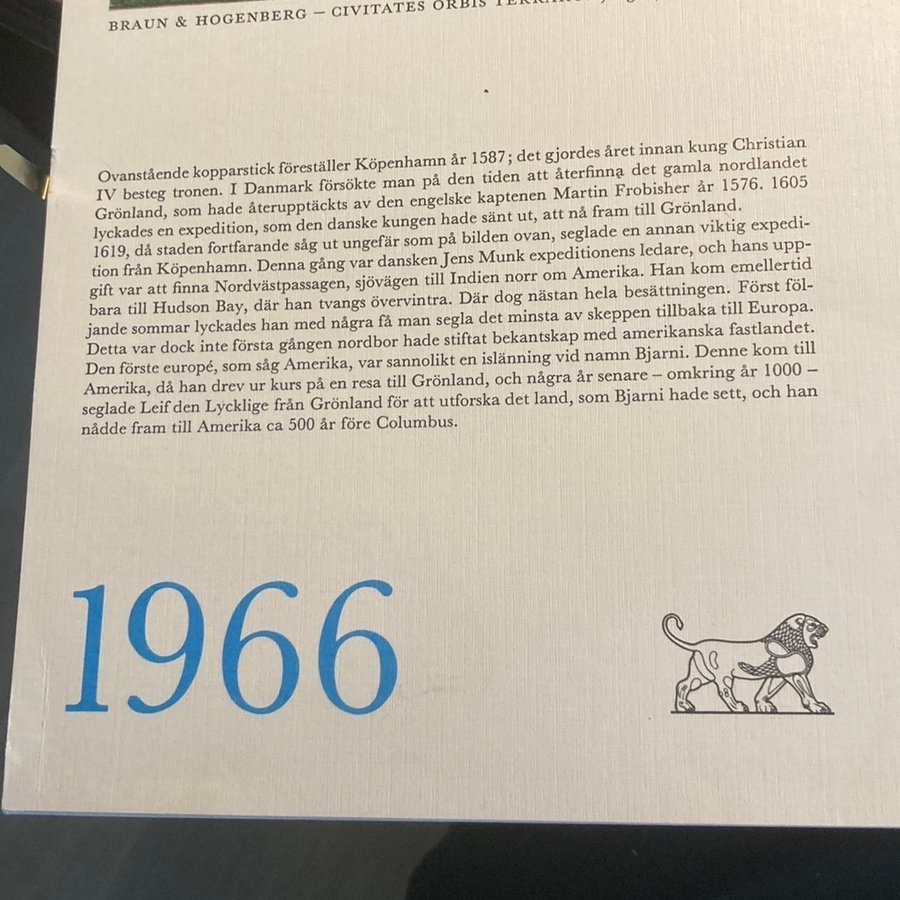 BRAUN & HOGENBERG – CIVITATES ORBIS
Ovanstående kopparstick föreställer Köpenhamn år 1587; det gjordes året innan kung Christian
IV besteg tronen. I Danmark försökte man på den tiden att återfinna det gamla nordlandet
Grönland, som hade återupptäckts av den engelske kaptenen Martin Frobisher år 1576. 1605
lyckades en expedition, som den danske kungen hade sänt ut, att nå fram till Grönland.
1619, då staden fortfarande såg ut ungefär som på bilden ovan, seglade en annan viktig expedi-
tion från Köpenhamn. Denna gång var dansken Jens Munk expeditionens ledare, och hans upp-
gift var att finna Nordvästpassagen, sjövägen till Indien norr om Amerika. Han kom emellertid
bara till Hudson Bay, där han tvangs övervintra. Där dog nästan hela besättningen. Först föl-
jande sommar lyckades han med några få man segla det minsta av skeppen tillbaka till Europa.
Detta var dock inte första gången nordbor hade stiftat bekantskap med amerikanska fastlandet.
Den förste europé, som såg Amerika, var sannolikt en islänning vid namn Bjarni. Denne kom till
Amerika, då han drev ur kurs på en resa till Grönland, och några år senare – omkring år 1000 –
seglade Leif den Lycklige från Grönland för att utforska det land, som Bjarni hade sett, och han
nådde fram till Amerika ca 500 år före Columbus.
1966